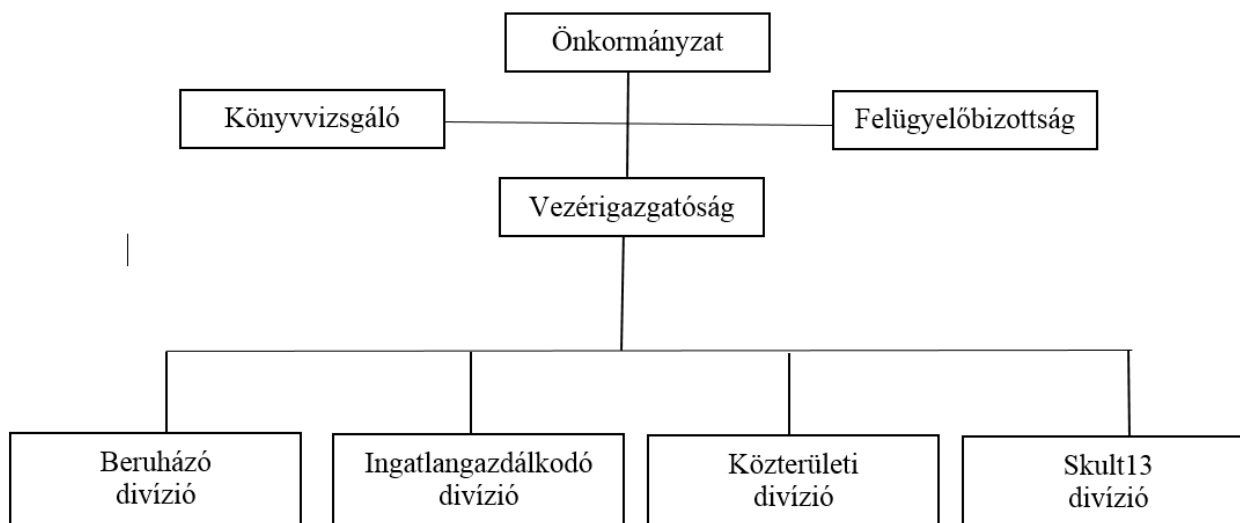 Önkormányzat
Könyvvizsgáló
Felügyelőbizottság
Vezérigazgatóság
Beruházó
divízió
Ingatlangazdálkodó
divízió
Közterületi
divízió
Skult13
divízió